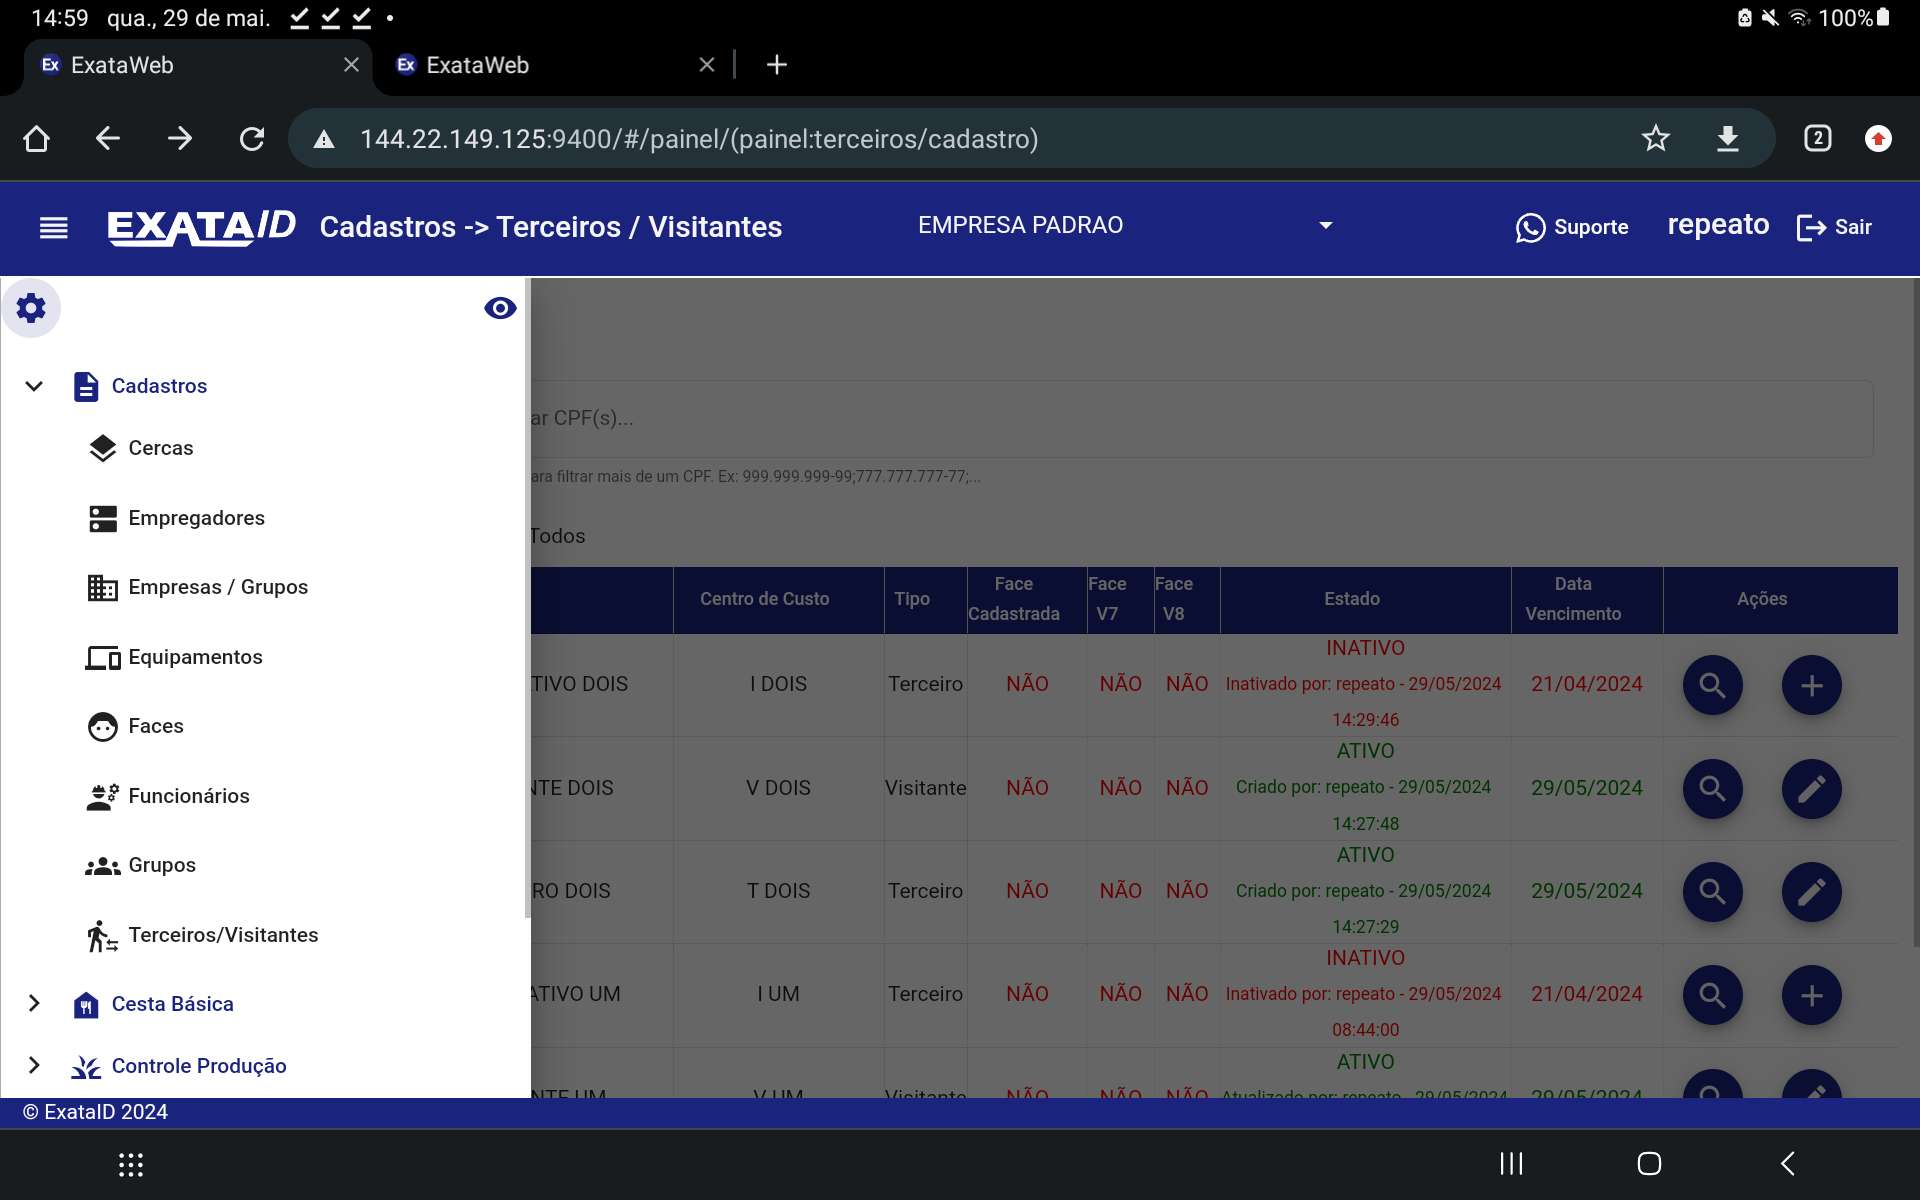 14:59 qua., 29 de mai. 100%
Ex ExataWeb Ex ExataWeb
144.22.149.125:9400/#/painel/(painel:terceiros/cadastro) 2
EXATAID Cadastros -> Terceiros / Visitantes EMPRESA PADRAO Suporte repeato Sair
Cadastros
Cercas
Empregadores
Empresas / Grupos
Equipamentos
Faces
Funcionários
Grupos
Terceiros/Visitantes
Cesta Básica
Controle Produção
ar CPF(s)...
ara filtrar mais de um CPF. Ex: 999.999.999-99;777.777.777-77;...
Todos
Centro de Custo Tipo Face Cadastrada Face V7 Face V8 Estado Data Vencimento Ações
INATIVO
TIVO DOIS I DOIS Terceiro NÃO NÃO NÃO Inativado por: repeato - 29/05/2024 21/04/2024
14:29:46
ATIVO
NTE DOIS V DOIS Visitante NÃO NÃO NÃO Criado por: repeato - 29/05/2024 29/05/2024
14:27:48
ATIVO
RO DOIS T DOIS Terceiro NÃO NÃO NÃO Criado por: repeato - 29/05/2024 29/05/2024
14:27:29
INATIVO
ATIVO UM I UM Terceiro NÃO NÃO NÃO Inativado por: repeato - 29/05/2024 21/04/2024
08:44:00
ATIVO
NTE UM V UM Visitante NÃO NÃO NÃO Atualizado por: repeato - 29/05/2024 29/05/2024
© ExataID 2024